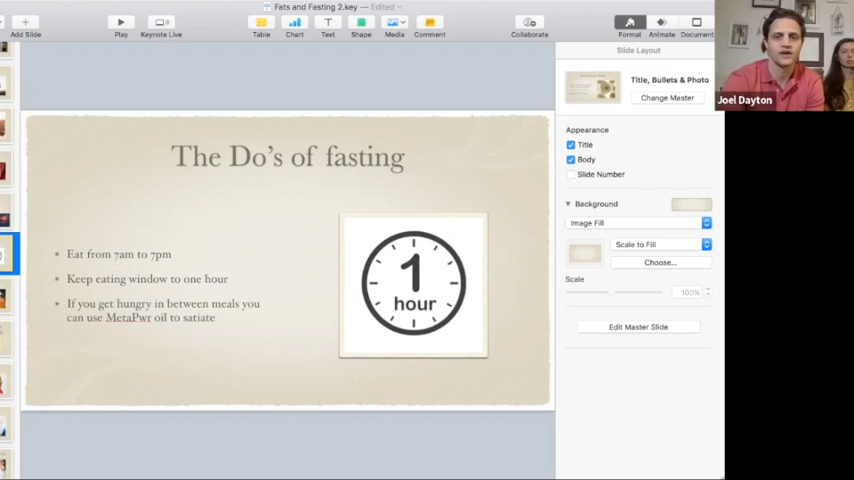 Fats and Fasting 2.key — Edited
Add Slide
Play
Keynote Live
Table
Chart
Text
Shape
Media
Comment
Collaborate
Format
Animate
Document
Slide Layout
Title, Bullets & Photo
Change Master
Joel Dayton
Appearance
Title
Body
Slide Number
Background
Image Fill
Scale to Fill
Choose...
Scale
100%
Edit Master Slide
The Do's of fasting
Eat from 7am to 7pm
Keep eating window to one hour
If you get hungry in between meals you
can use MetaPwr oil to satiate
1
hour